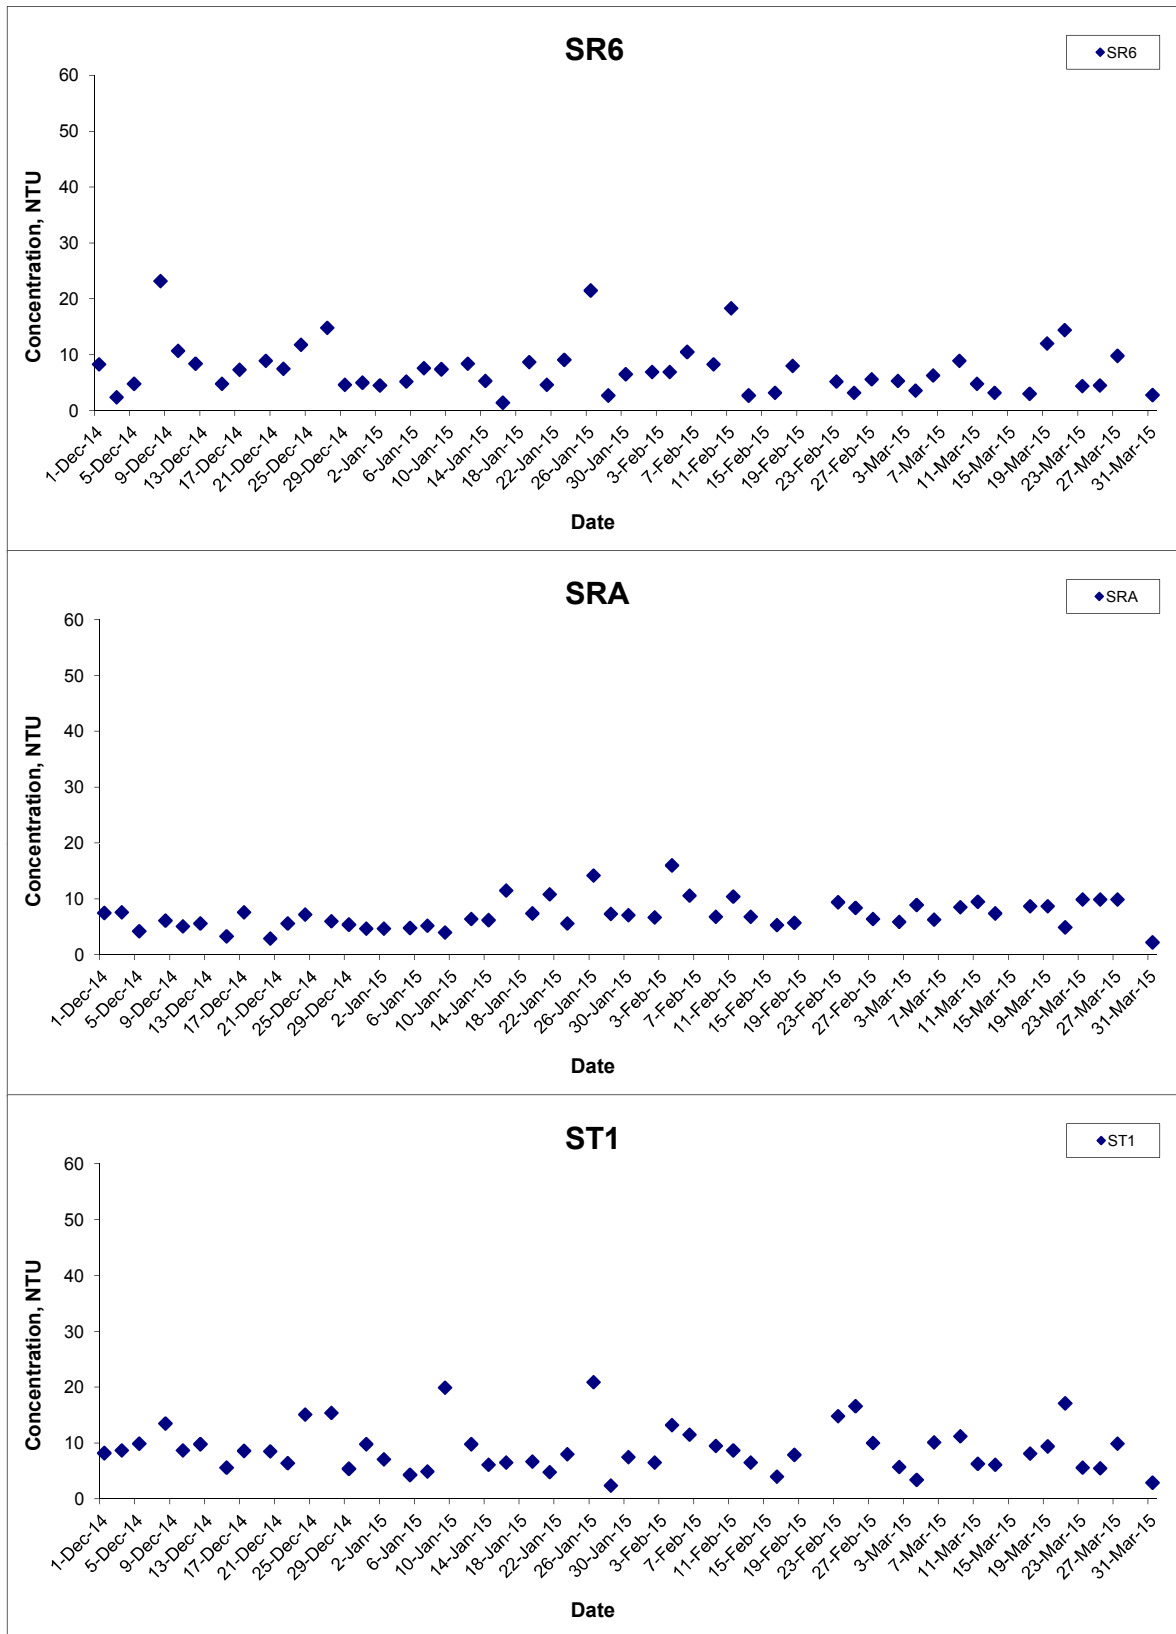 SR6
SR6
60
50
40
30
20
10
0
Concentration, NTU
1-Dec-14
5-Dec-14
9-Dec-14
13-Dec-14
17-Dec-14
21-Dec-14
25-Dec-14
29-Dec-14
2-Jan-15
6-Jan-15
10-Jan-15
14-Jan-15
18-Jan-15
22-Jan-15
26-Jan-15
30-Jan-15
3-Feb-15
7-Feb-15
11-Feb-15
15-Feb-15
19-Feb-15
23-Feb-15
27-Feb-15
3-Mar-15
7-Mar-15
11-Mar-15
15-Mar-15
19-Mar-15
23-Mar-15
27-Mar-15
31-Mar-15
Date
SRA
SRA
60
50
40
30
20
10
0
Concentration, NTU
1-Dec-14
5-Dec-14
9-Dec-14
13-Dec-14
17-Dec-14
21-Dec-14
25-Dec-14
29-Dec-14
2-Jan-15
6-Jan-15
10-Jan-15
14-Jan-15
18-Jan-15
22-Jan-15
26-Jan-15
30-Jan-15
3-Feb-15
7-Feb-15
11-Feb-15
15-Feb-15
19-Feb-15
23-Feb-15
27-Feb-15
3-Mar-15
7-Mar-15
11-Mar-15
15-Mar-15
19-Mar-15
23-Mar-15
27-Mar-15
31-Mar-15
Date
ST1
ST1
60
50
40
30
20
10
0
Concentration, NTU
1-Dec-14
5-Dec-14
9-Dec-14
13-Dec-14
17-Dec-14
21-Dec-14
25-Dec-14
29-Dec-14
2-Jan-15
6-Jan-15
10-Jan-15
14-Jan-15
18-Jan-15
22-Jan-15
26-Jan-15
30-Jan-15
3-Feb-15
7-Feb-15
11-Feb-15
15-Feb-15
19-Feb-15
23-Feb-15
27-Feb-15
3-Mar-15
7-Mar-15
11-Mar-15
15-Mar-15
19-Mar-15
23-Mar-15
27-Mar-15
31-Mar-15
Date